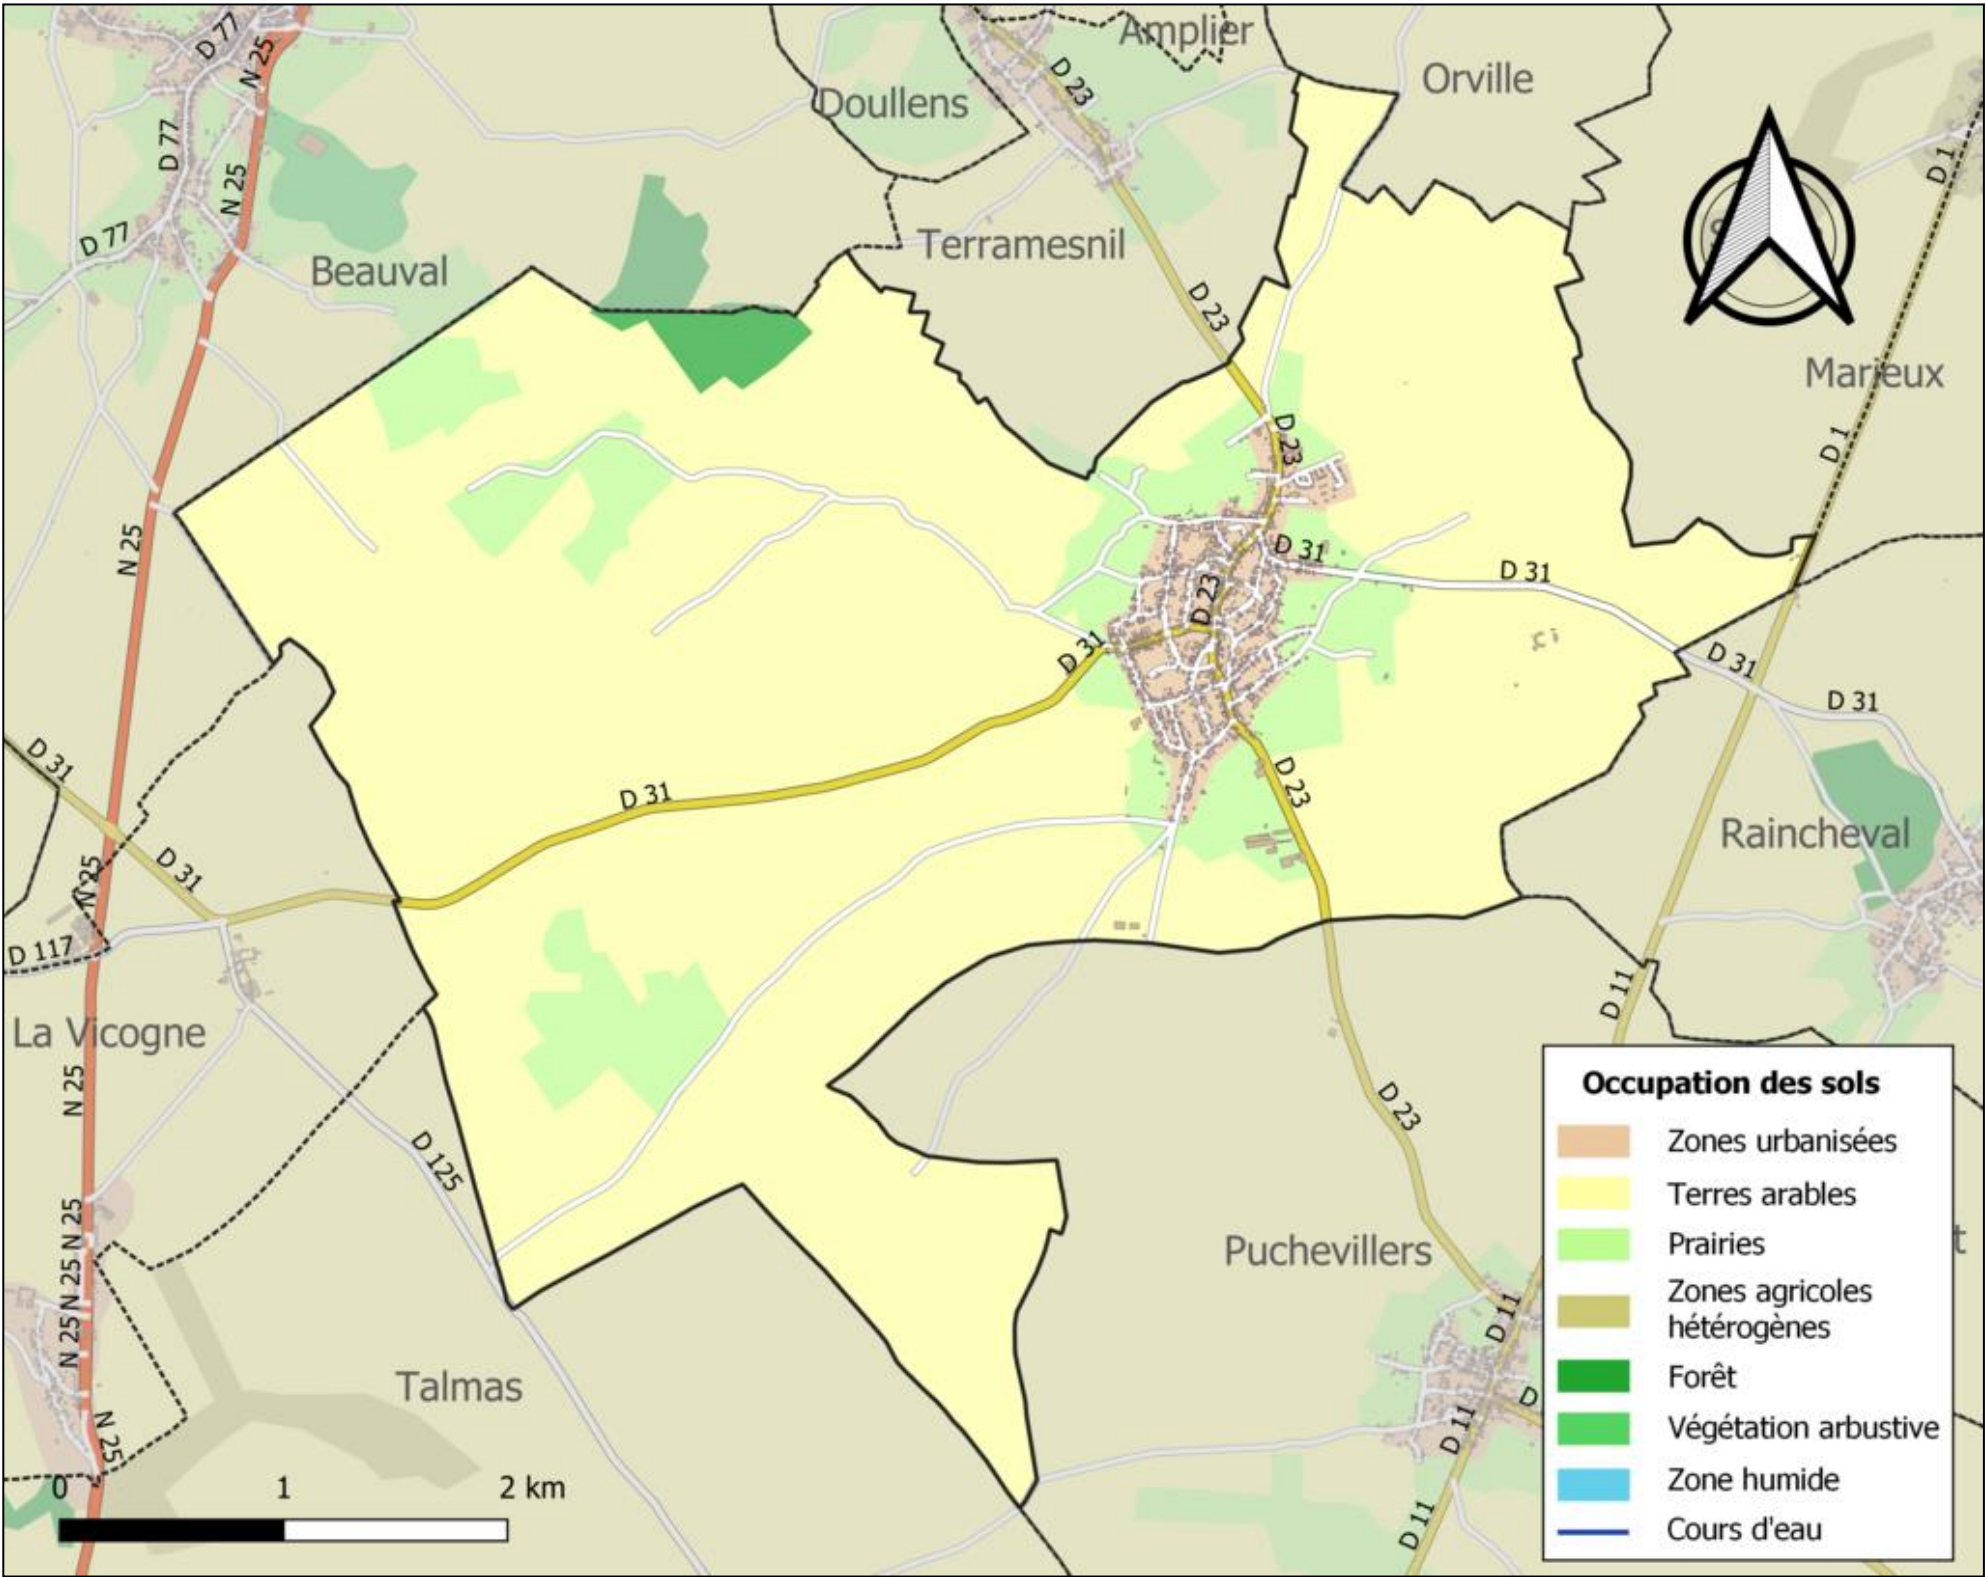 D 77
N 25
Amplier
D 23
Orville
Doullens
D 77
N 25
D 1
D 77
Beauval
Terramesnil
D 23
Marieux
D 23
D 1
N 25
D 31
D 31
D 23
D 31
D 31
D 31
D 31
D 31
D 23
N 25
D 31
Raincheval
D 117
D 11
La Vicogne
N 25
D 23
D 125
N 25
N 25
N 25
Puchevillers
t
D 11
Talmas
D
D 11
N 25
D 11
0 1 2 km
Occupation des sols
Zones urbanisées
Terres arables
Prairies
Zones agricoles
hétérogènes
Forêt
Végétation arbustive
Zone humide
Cours d'eau